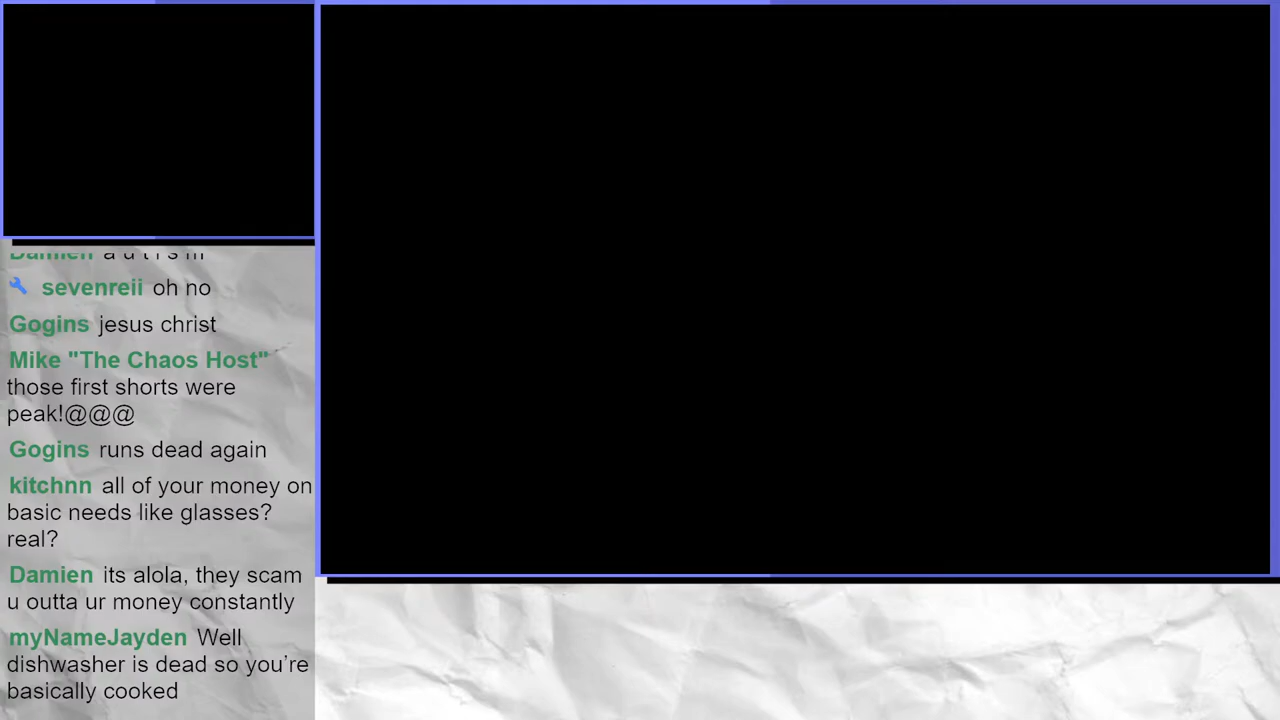 sevenreii oh no
Gogins jesus christ
Mike "The Chaos Host"
those first shorts were
peak!@@@
Gogins runs dead again
kitchnn all of your money on
basic needs like glasses?
real?
Damien its alola, they scam
u outta ur money constantly
myNameJayden Well
dishwasher is dead so you’re
basically cooked